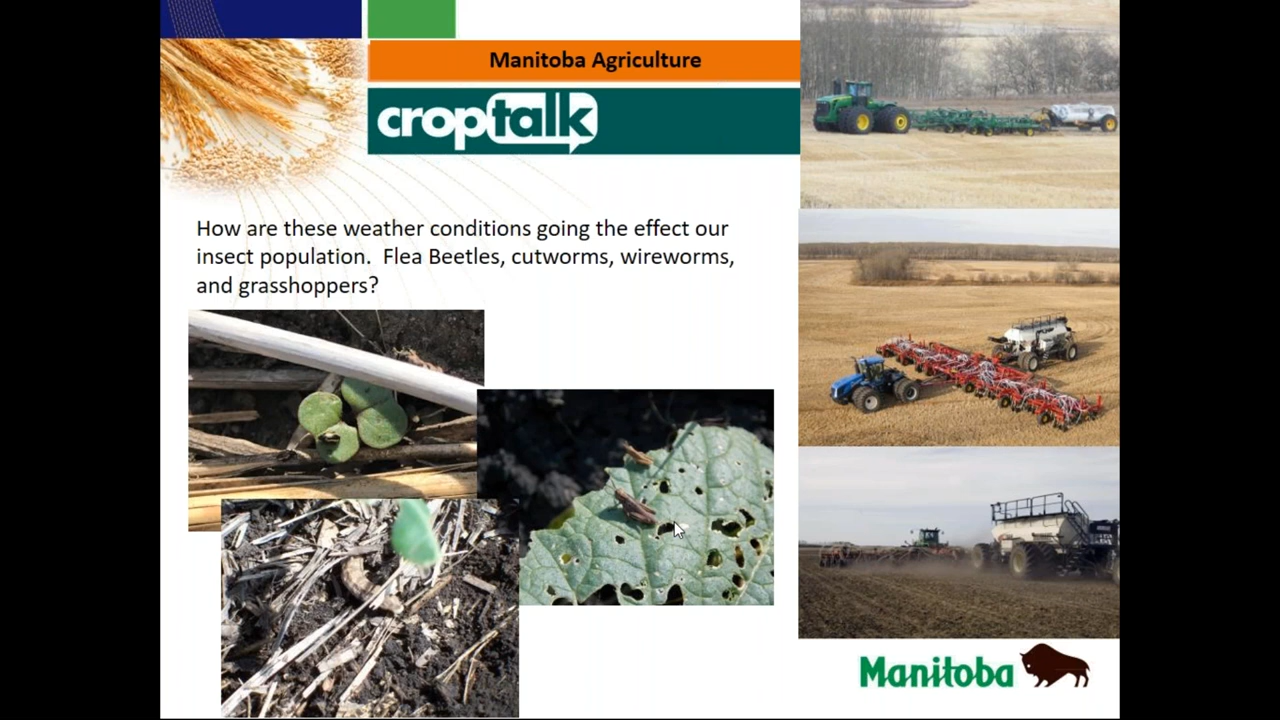 Manitoba Agriculture
croptalk
How are these weather conditions going the effect our
insect population.  Flea Beetles, cutworms, wireworms,
and grasshoppers?
Manitoba